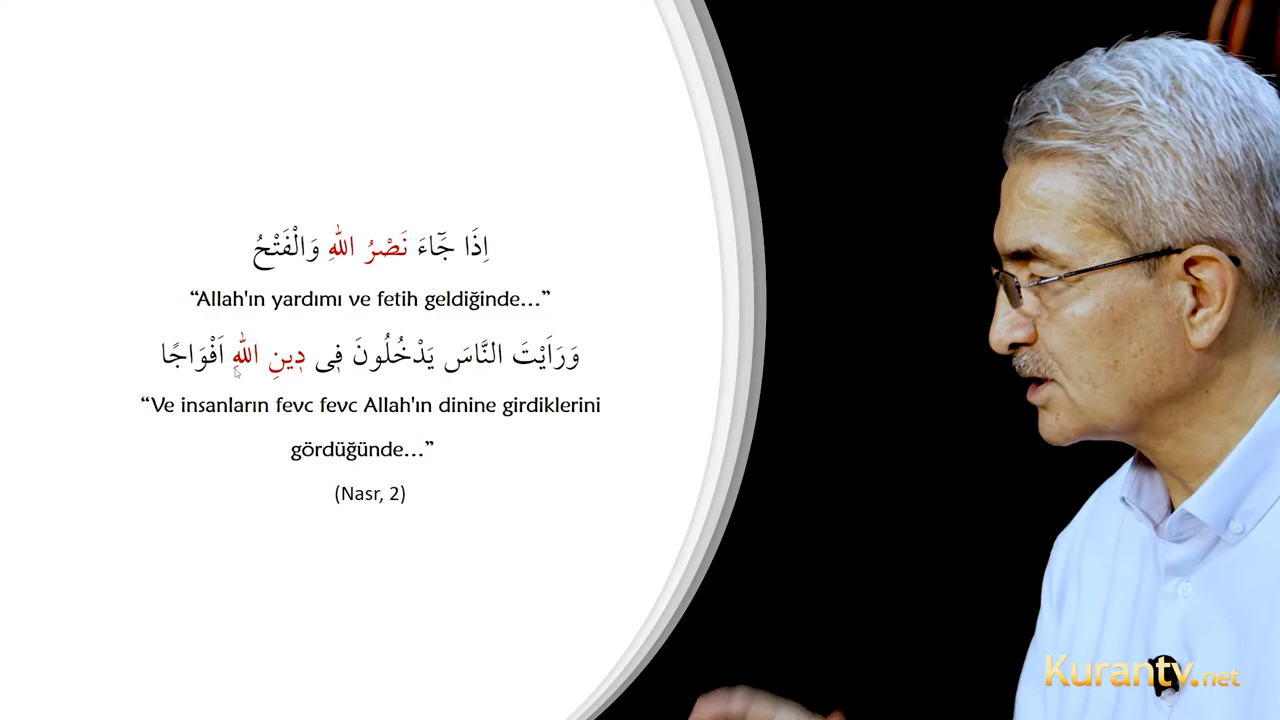 اِذَا جَٓاءَ نَصْرُ اللّٰهِ وَالْفَتْحُ
“Allah'ın yardımı ve fetih geldiğinde...”
وَرَاَيْتَ النَّاسَ يَدْخُلُونَ فٖى دٖينِ اللّٰهِ اَفْوَاجًا
“Ve insanların fevc fevc Allah'ın dinine girdiklerini
gördüğünde...”
(Nasr, 2)
Kurantv.net